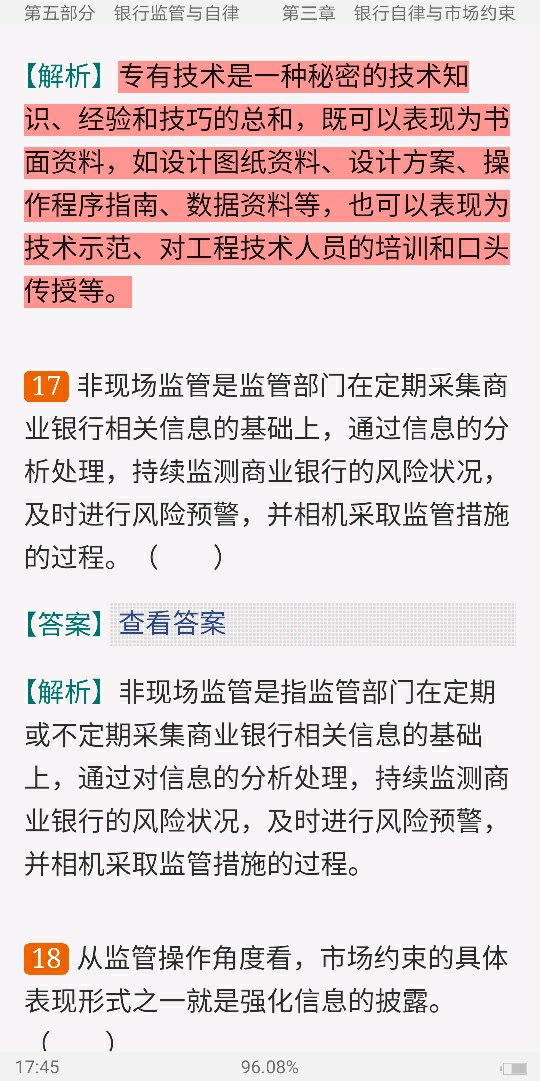 第五部分　银行监管与自律　　第三章　银行自律与市场约束
【解析】专有技术是一种秘密的技术知
识、经验和技巧的总和，既可以表现为书
面资料，如设计图纸资料、设计方案、操
作程序指南、数据资料等，也可以表现为
技术示范、对工程技术人员的培训和口头
传授等。
17 非现场监管是监管部门在定期采集商
业银行相关信息的基础上，通过信息的分
析处理，持续监测商业银行的风险状况，
及时进行风险预警，并相机采取监管措施
的过程。（　　）
【答案】查看答案
【解析】非现场监管是指监管部门在定期
或不定期采集商业银行相关信息的基础
上，通过对信息的分析处理，持续监测商
业银行的风险状况，及时进行风险预警，
并相机采取监管措施的过程。
18 从监管操作角度看，市场约束的具体
表现形式之一就是强化信息的披露。
（　　）
17:45　96.08%